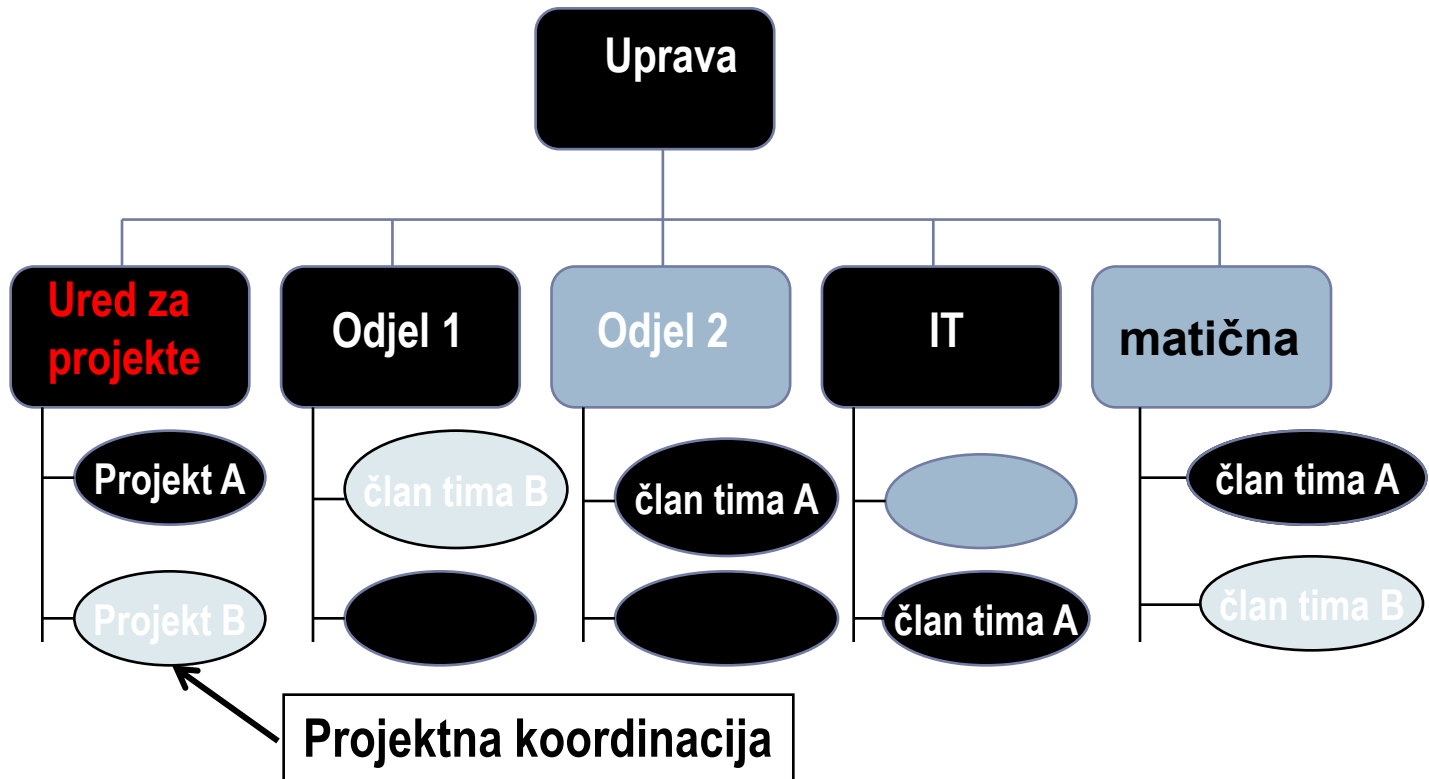 Uprava
Ured za
projekte
Odjel 1
Odjel 2
IT
matična
Projekt A
član tima B
član tima A
član tima A
Projekt B
član tima A
član tima B
Projektna koordinacija